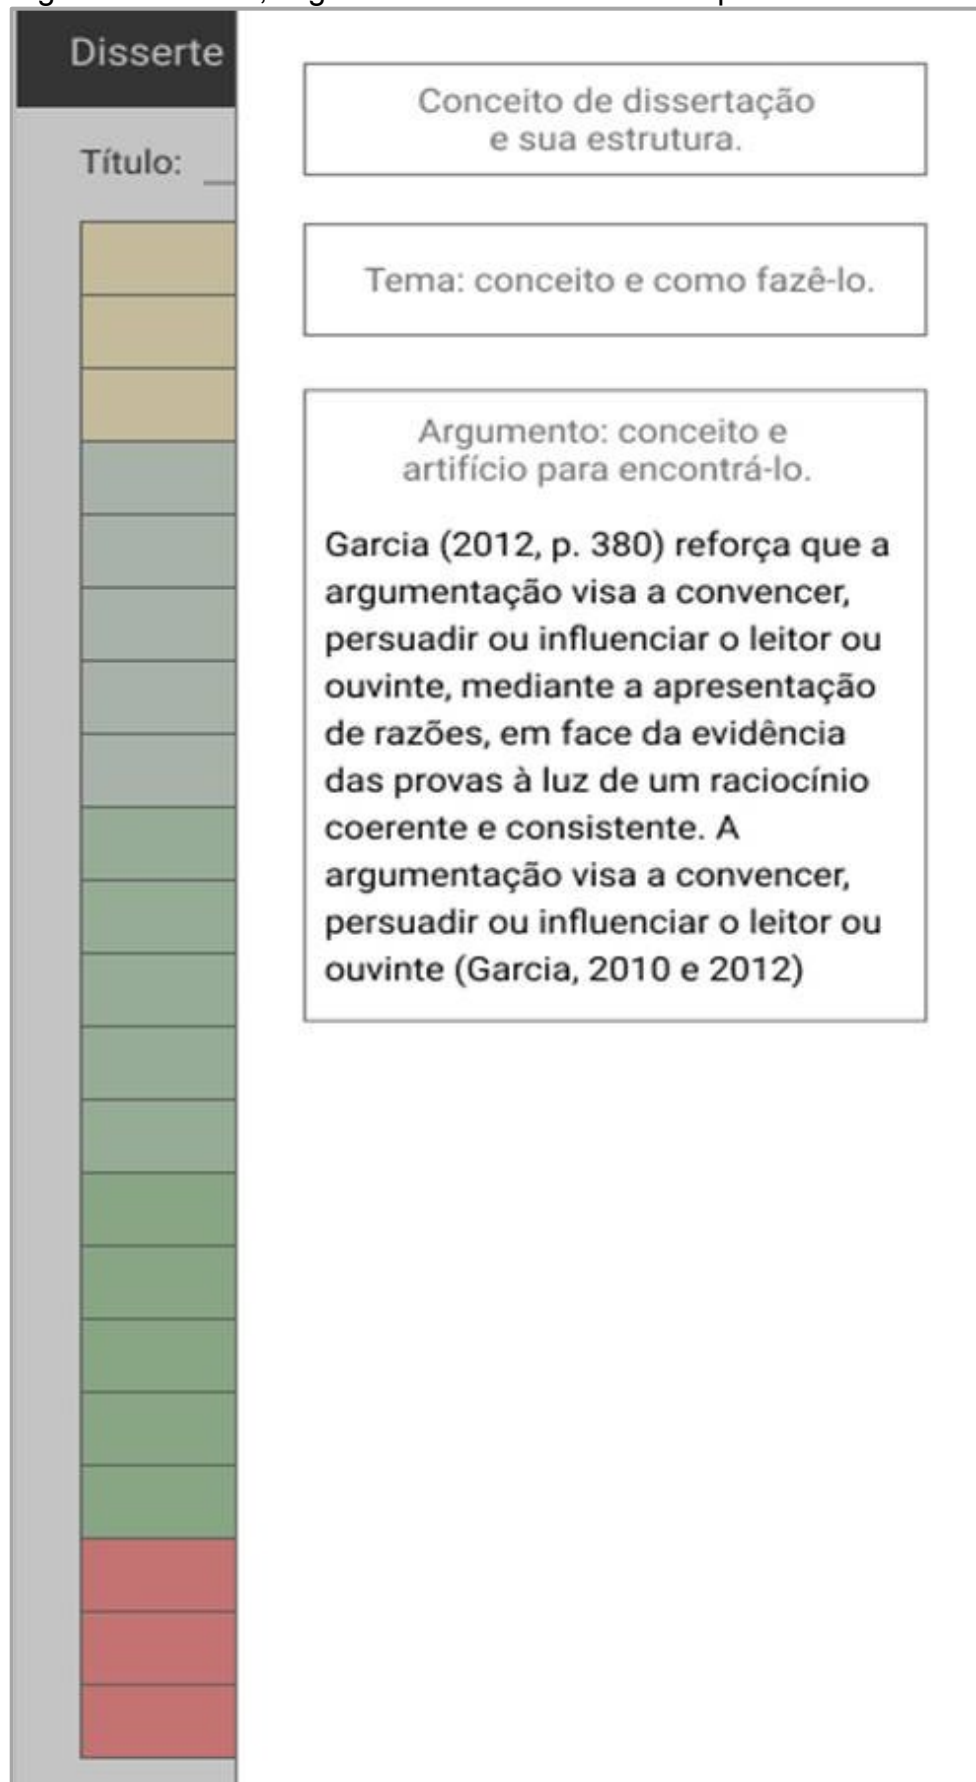 Disserte
Título:
Conceito de dissertação
e sua estrutura.
Tema: conceito e como fazê-lo.
Argumento: conceito e
artifício para encontrá-lo.
Garcia (2012, p. 380) reforça que a
argumentação visa a convencer,
persuadir ou influenciar o leitor ou
ouvinte, mediante a apresentação
de razões, em face da evidência
das provas à luz de um raciocínio
coerente e consistente. A
argumentação visa a convencer,
persuadir ou influenciar o leitor ou
ouvinte (Garcia, 2010 e 2012)